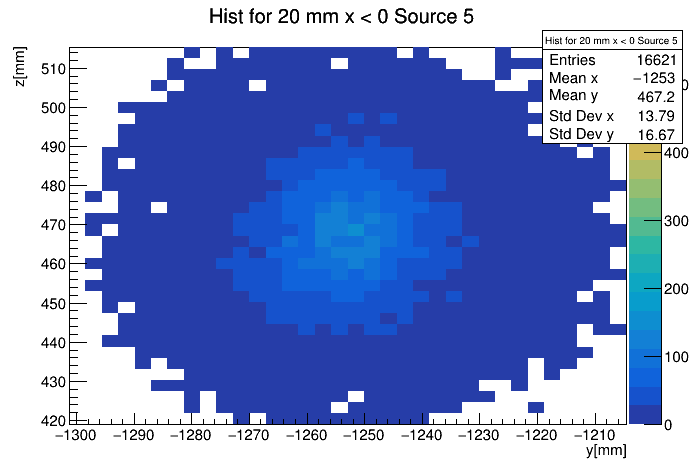 Hist for 20 mm x < 0 Source 5
Hist for 20 mm x < 0 Source 5
Entries 16621
Mean x −1253
Mean y 467.2
Std Dev x 13.79
Std Dev y 16.67
z[mm]
510
500
490
480
470
460
450
440
430
420
−1300 −1290 −1280 −1270 −1260 −1250 −1240 −1230 −1220 −1210
y[mm]
400
300
200
100
0